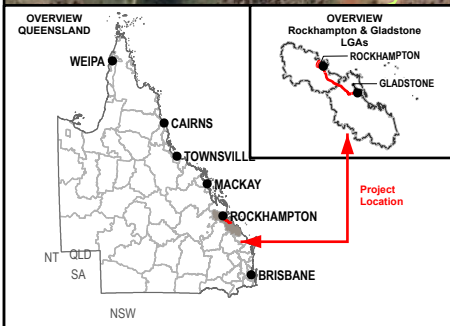 OVERVIEW
QUEENSLAND
WEIPA
CAIRNS
TOWNSVILLE
MACKAY
ROCKHAMPTON
BRISBANE
NT
QLD
SA
NSW
OVERVIEW
Rockhampton & Gladstone
LGAs
ROCKHAMPTON
GLADSTONE
Project
Location